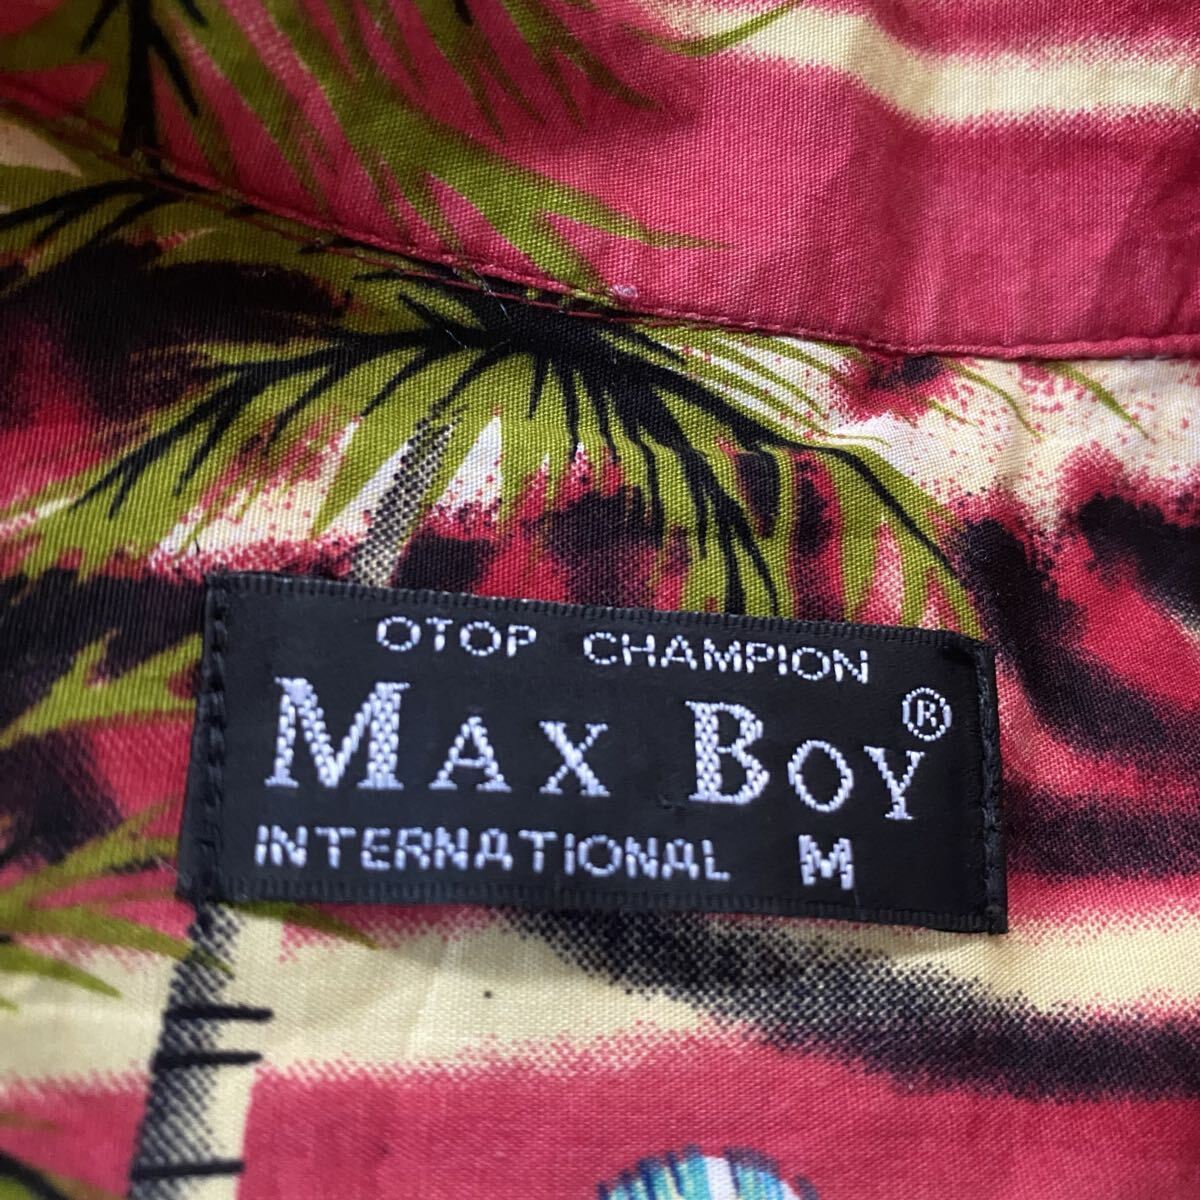 OTOP CHAMPION
MAX BOY®
INTERNATIONAL M